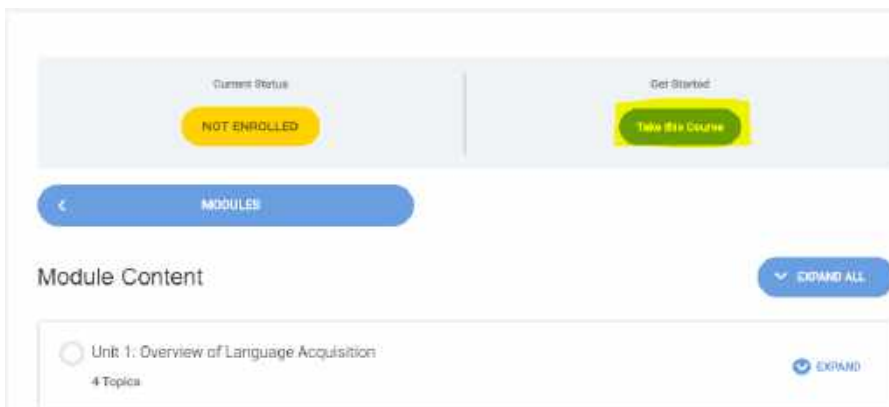 Current Status
NOT ENROLLED
Get Started
Take this Course
MODULES
Module Content
EXPAND ALL
Unit 1: Overview of Language Acquisition
EXPAND
4 Topics